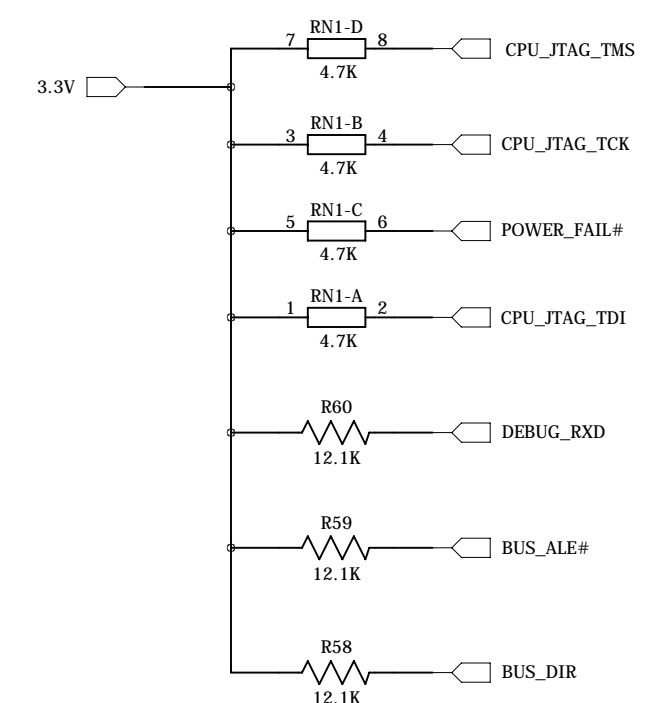 RN1-D
7 8 CPU_JTAG_TMS
4.7K
3.3V
RN1-B
3 4 CPU_JTAG_TCK
4.7K
RN1-C
5 6 POWER_FAIL#
4.7K
RN1-A
1 2 CPU_JTAG_TDI
4.7K
R60
DEBUG_RXD
12.1K
R59
BUS_ALE#
12.1K
R58
BUS_DIR
12.1K